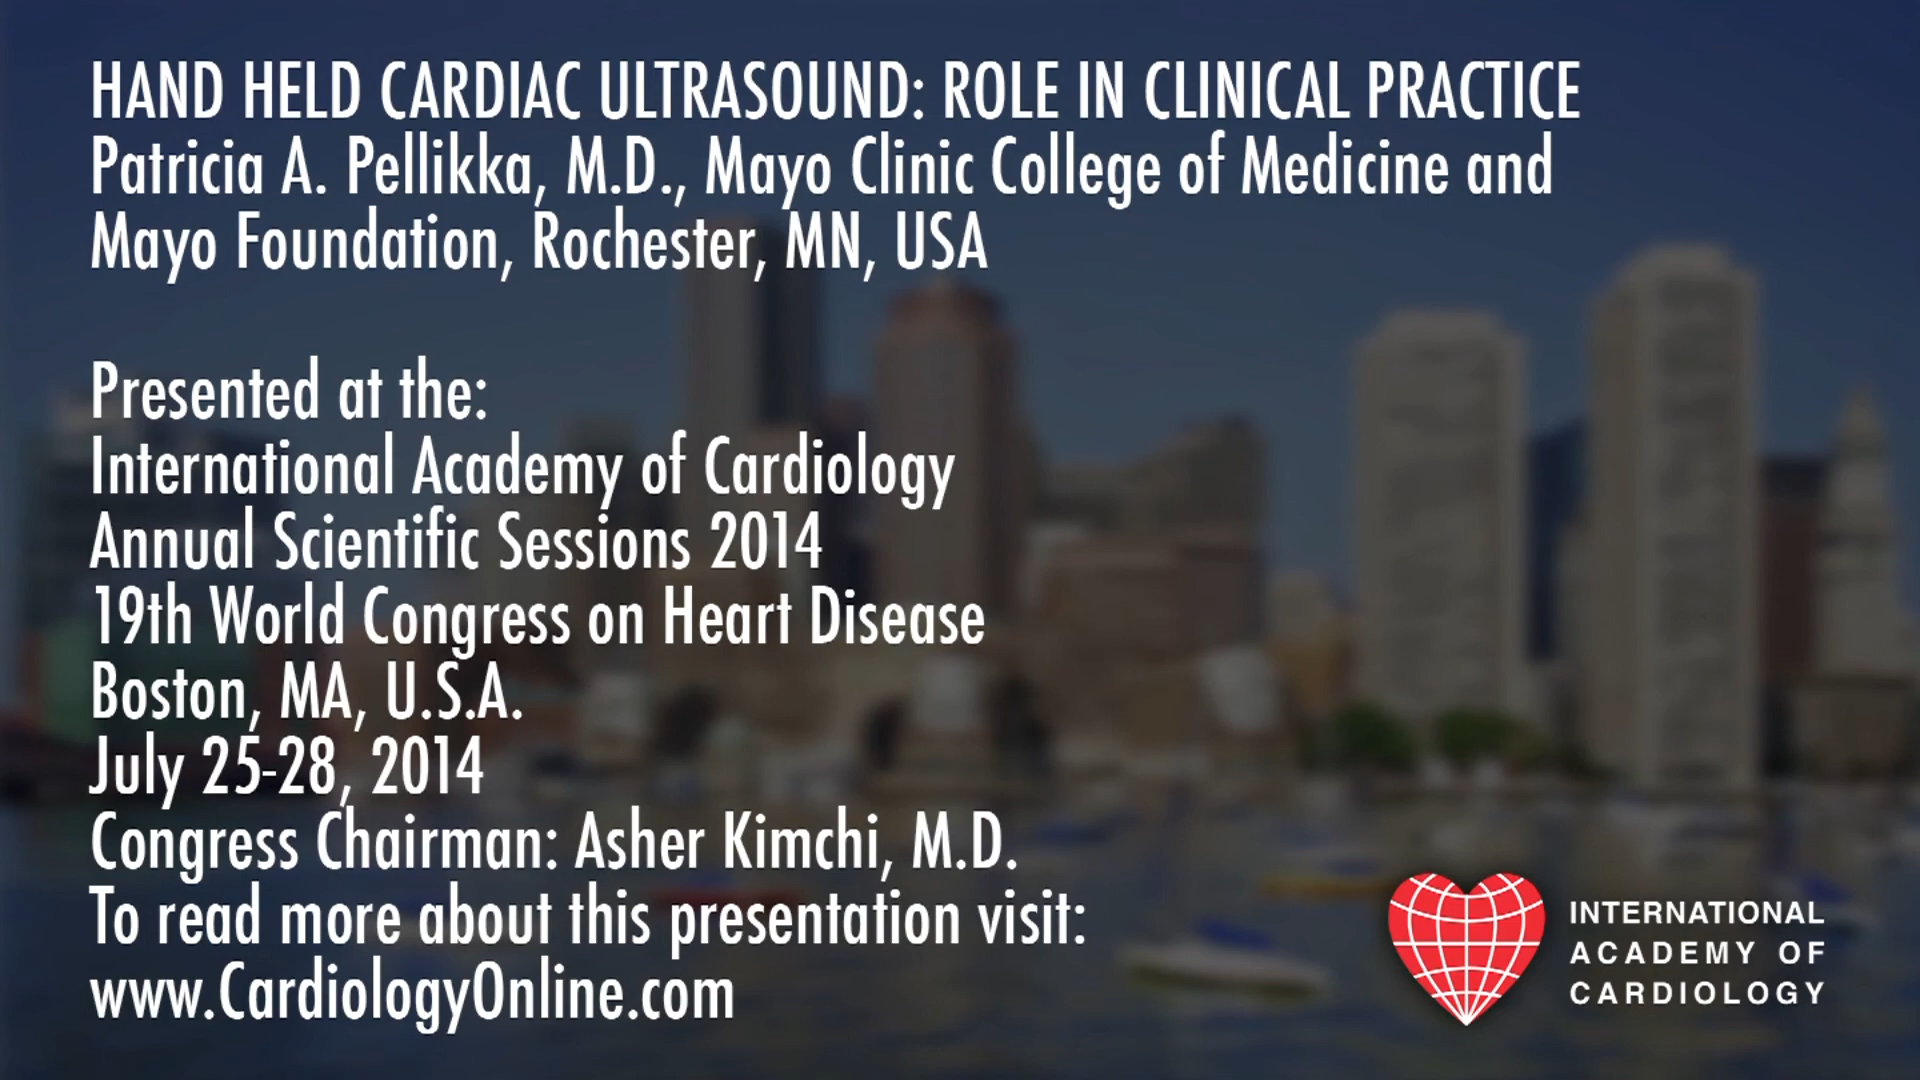 HAND HELD CARDIAC ULTRASOUND: ROLE IN CLINICAL PRACTICE
Patricia A. Pellikka, M.D., Mayo Clinic College of Medicine and
Mayo Foundation, Rochester, MN, USA
Presented at the:
International Academy of Cardiology
Annual Scientific Sessions 2014
19th World Congress on Heart Disease
Boston, MA, U.S.A.
July 25-28, 2014
Congress Chairman: Asher Kimchi, M.D.
To read more about this presentation visit:
www.CardiologyOnline.com
INTERNATIONAL
ACADEMY OF
CARDIOLOGY